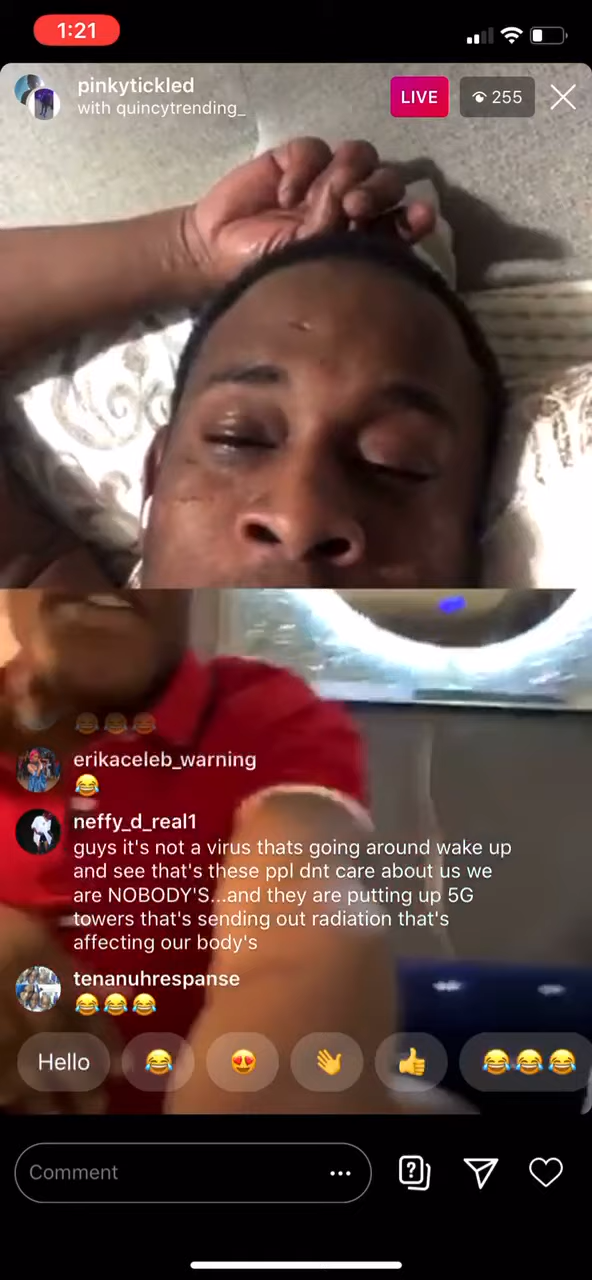 1:21
pinkytickled
with quincytrending_
LIVE
255
😂😂😂
erikaceleb_warning
😂
neffy_d_real1
guys it's not a virus thats going around wake up
and see that's these ppl dnt care about us we
are NOBODY'S...and they are putting up 5G
towers that's sending out radiation that's
affecting our body's
tenanuhrespanse
😂😂😂
Hello 😂 😍 👋 👍 😂😂😂
Comment